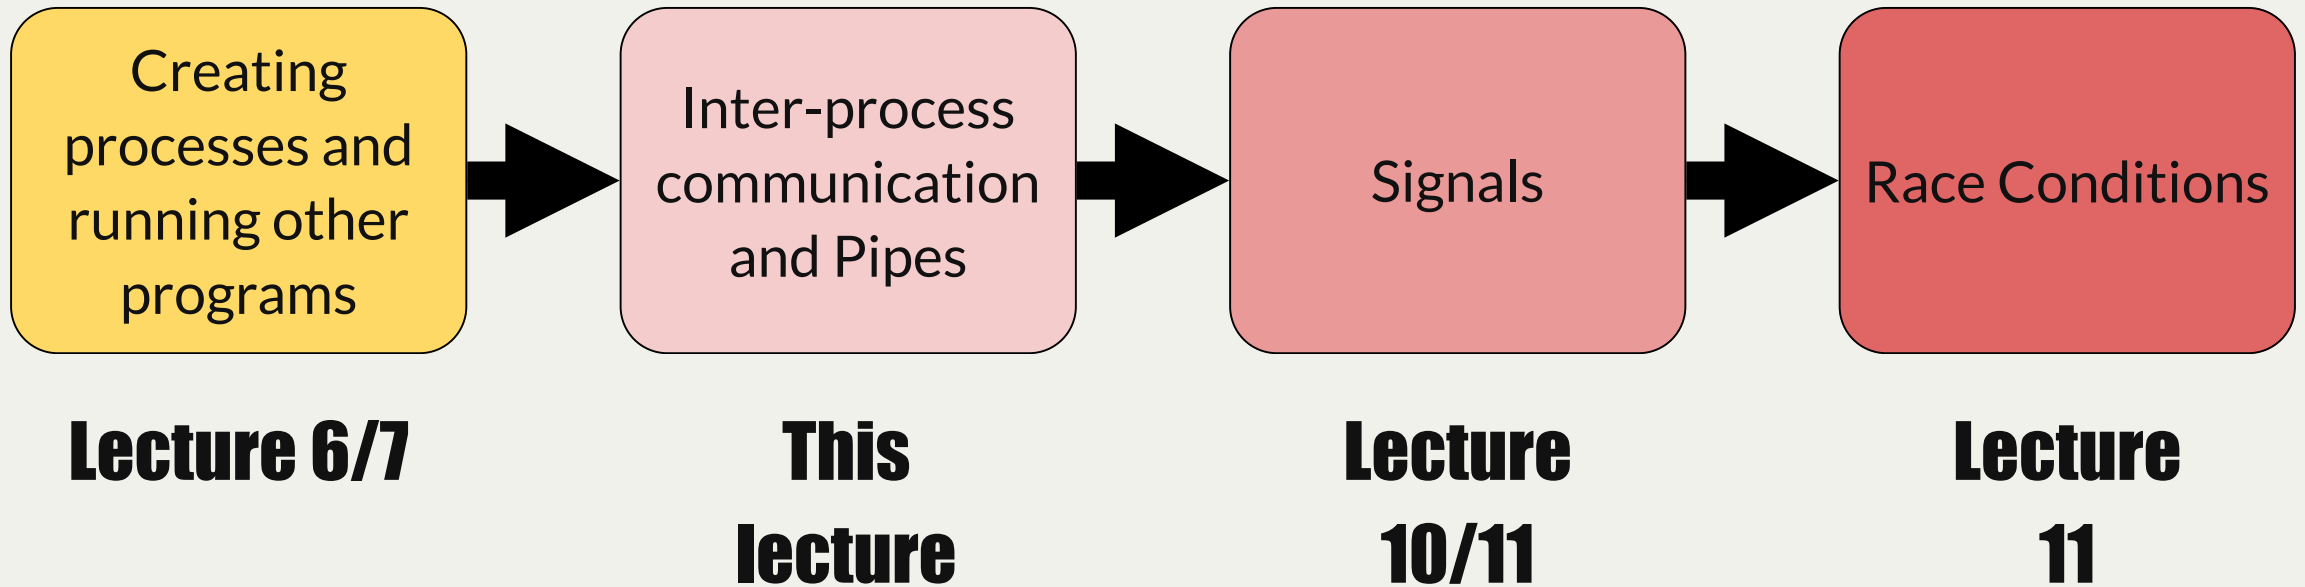 Creating
processes and
running other
programs
Inter-process
communication
and Pipes
Signals
Race Conditions
Lecture 6/7
This
lecture
Lecture
10/11
Lecture
11